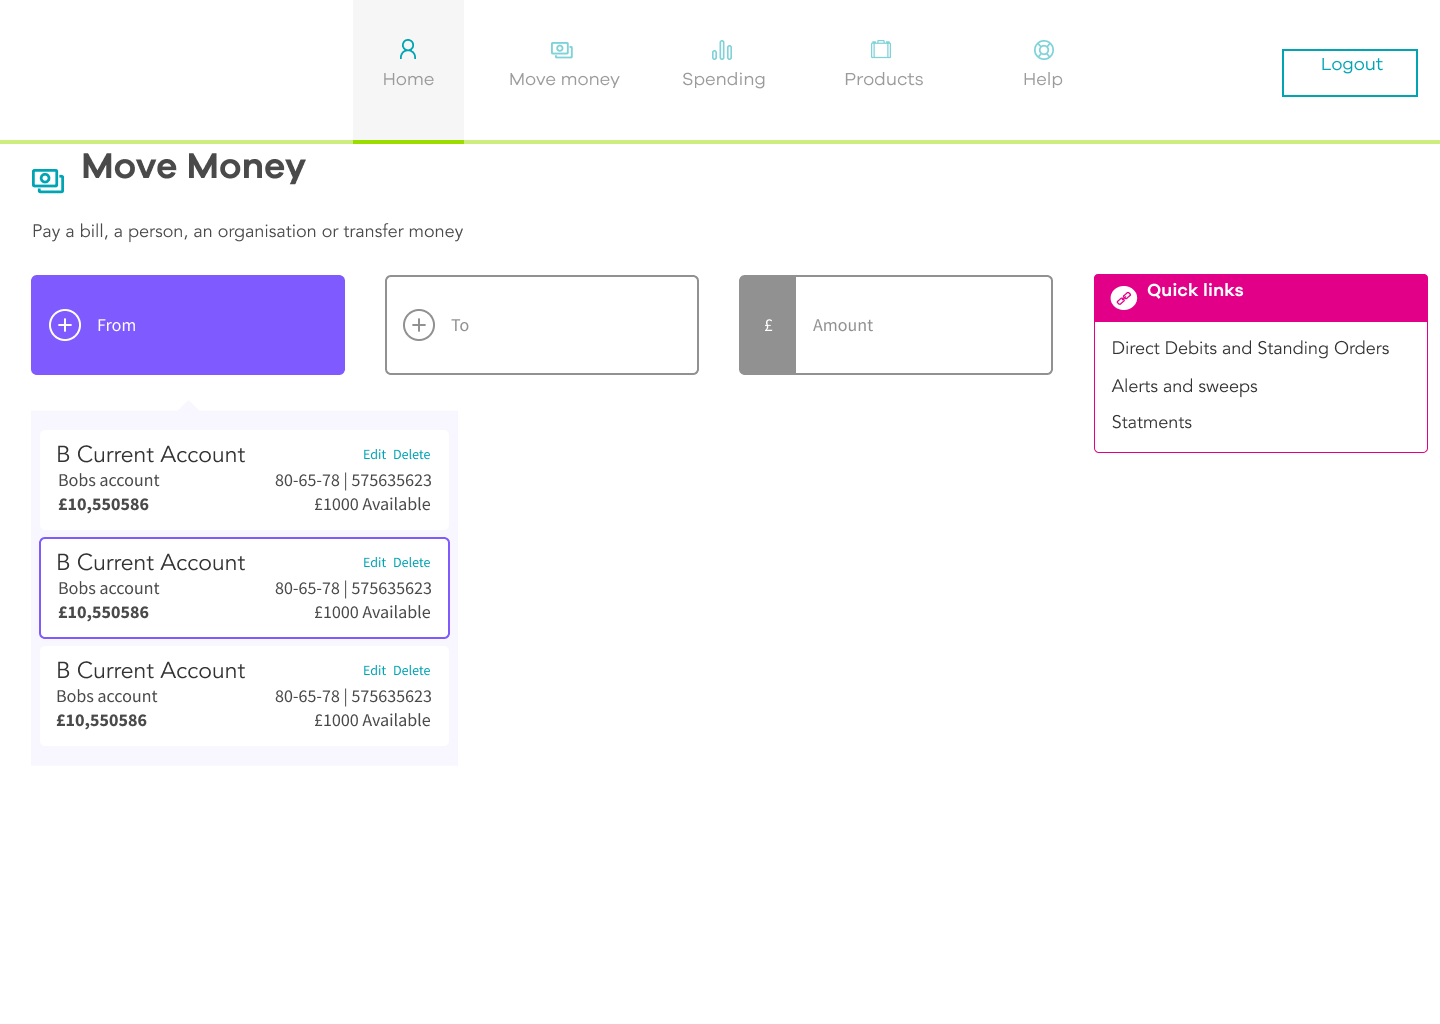 Home
Move money
Spending
Products
Help
Logout
Move Money
Pay a bill, a person, an organisation or transfer money
From
To
£ Amount
Quick links
Direct Debits and Standing Orders
Alerts and sweeps
Statments
B Current Account Edit Delete
Bobs account 80-65-78 | 575635623
£10,550586 £1000 Available
B Current Account Edit Delete
Bobs account 80-65-78 | 575635623
£10,550586 £1000 Available
B Current Account Edit Delete
Bobs account 80-65-78 | 575635623
£10,550586 £1000 Available